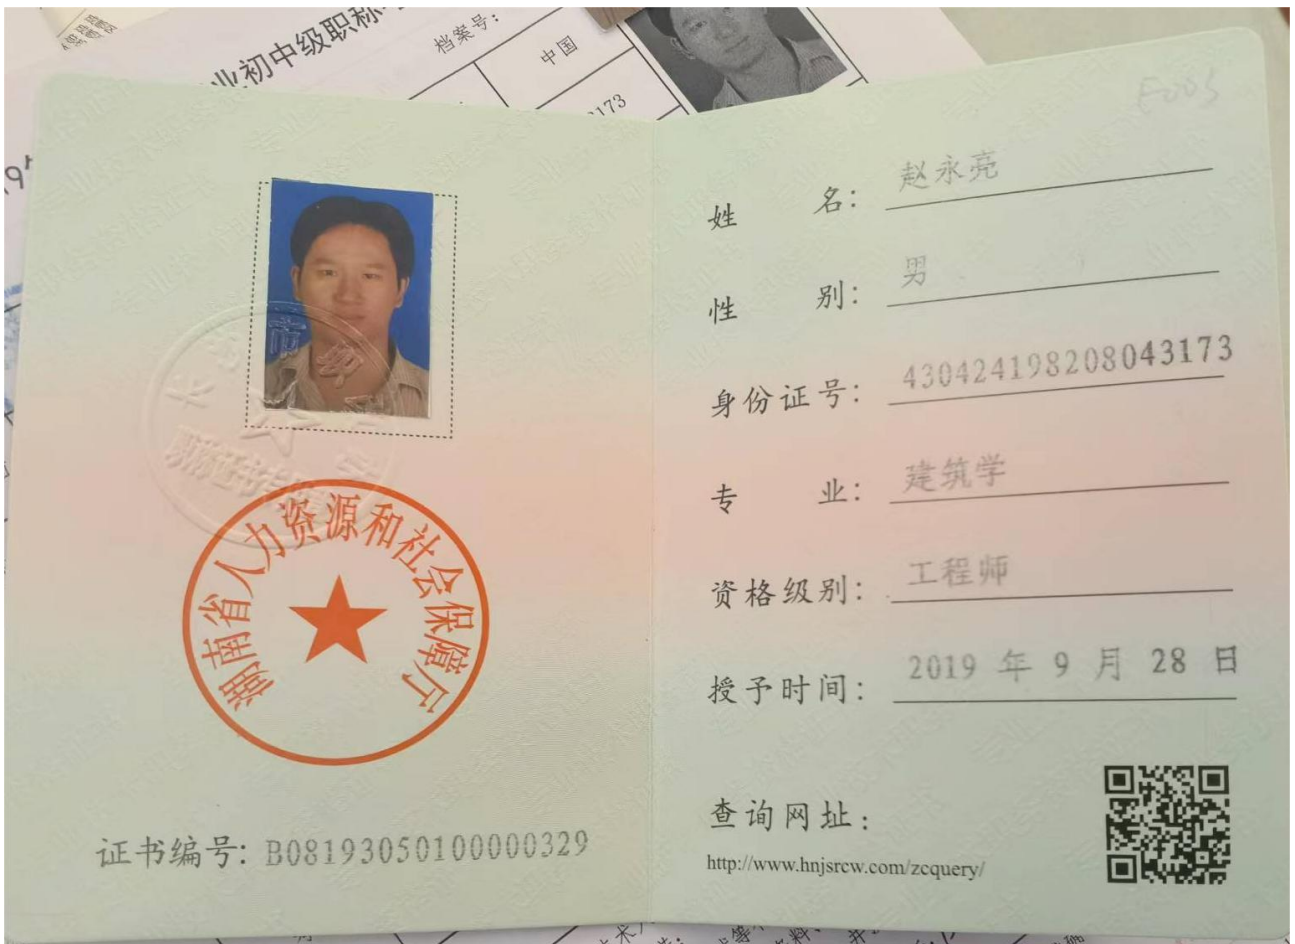 业初中级职称
档案号:
中国
173
E003
姓名: 赵永亮
性别: 男
身份证号: 430424198208043173
专业: 建筑学
资格级别: 工程师
授予时间: 2019 年 9 月 28 日
查询网址:
http://www.hnjsrcw.com/zcquery/
湖南省人力资源和社会保障厅
证书编号: B08193050100000329